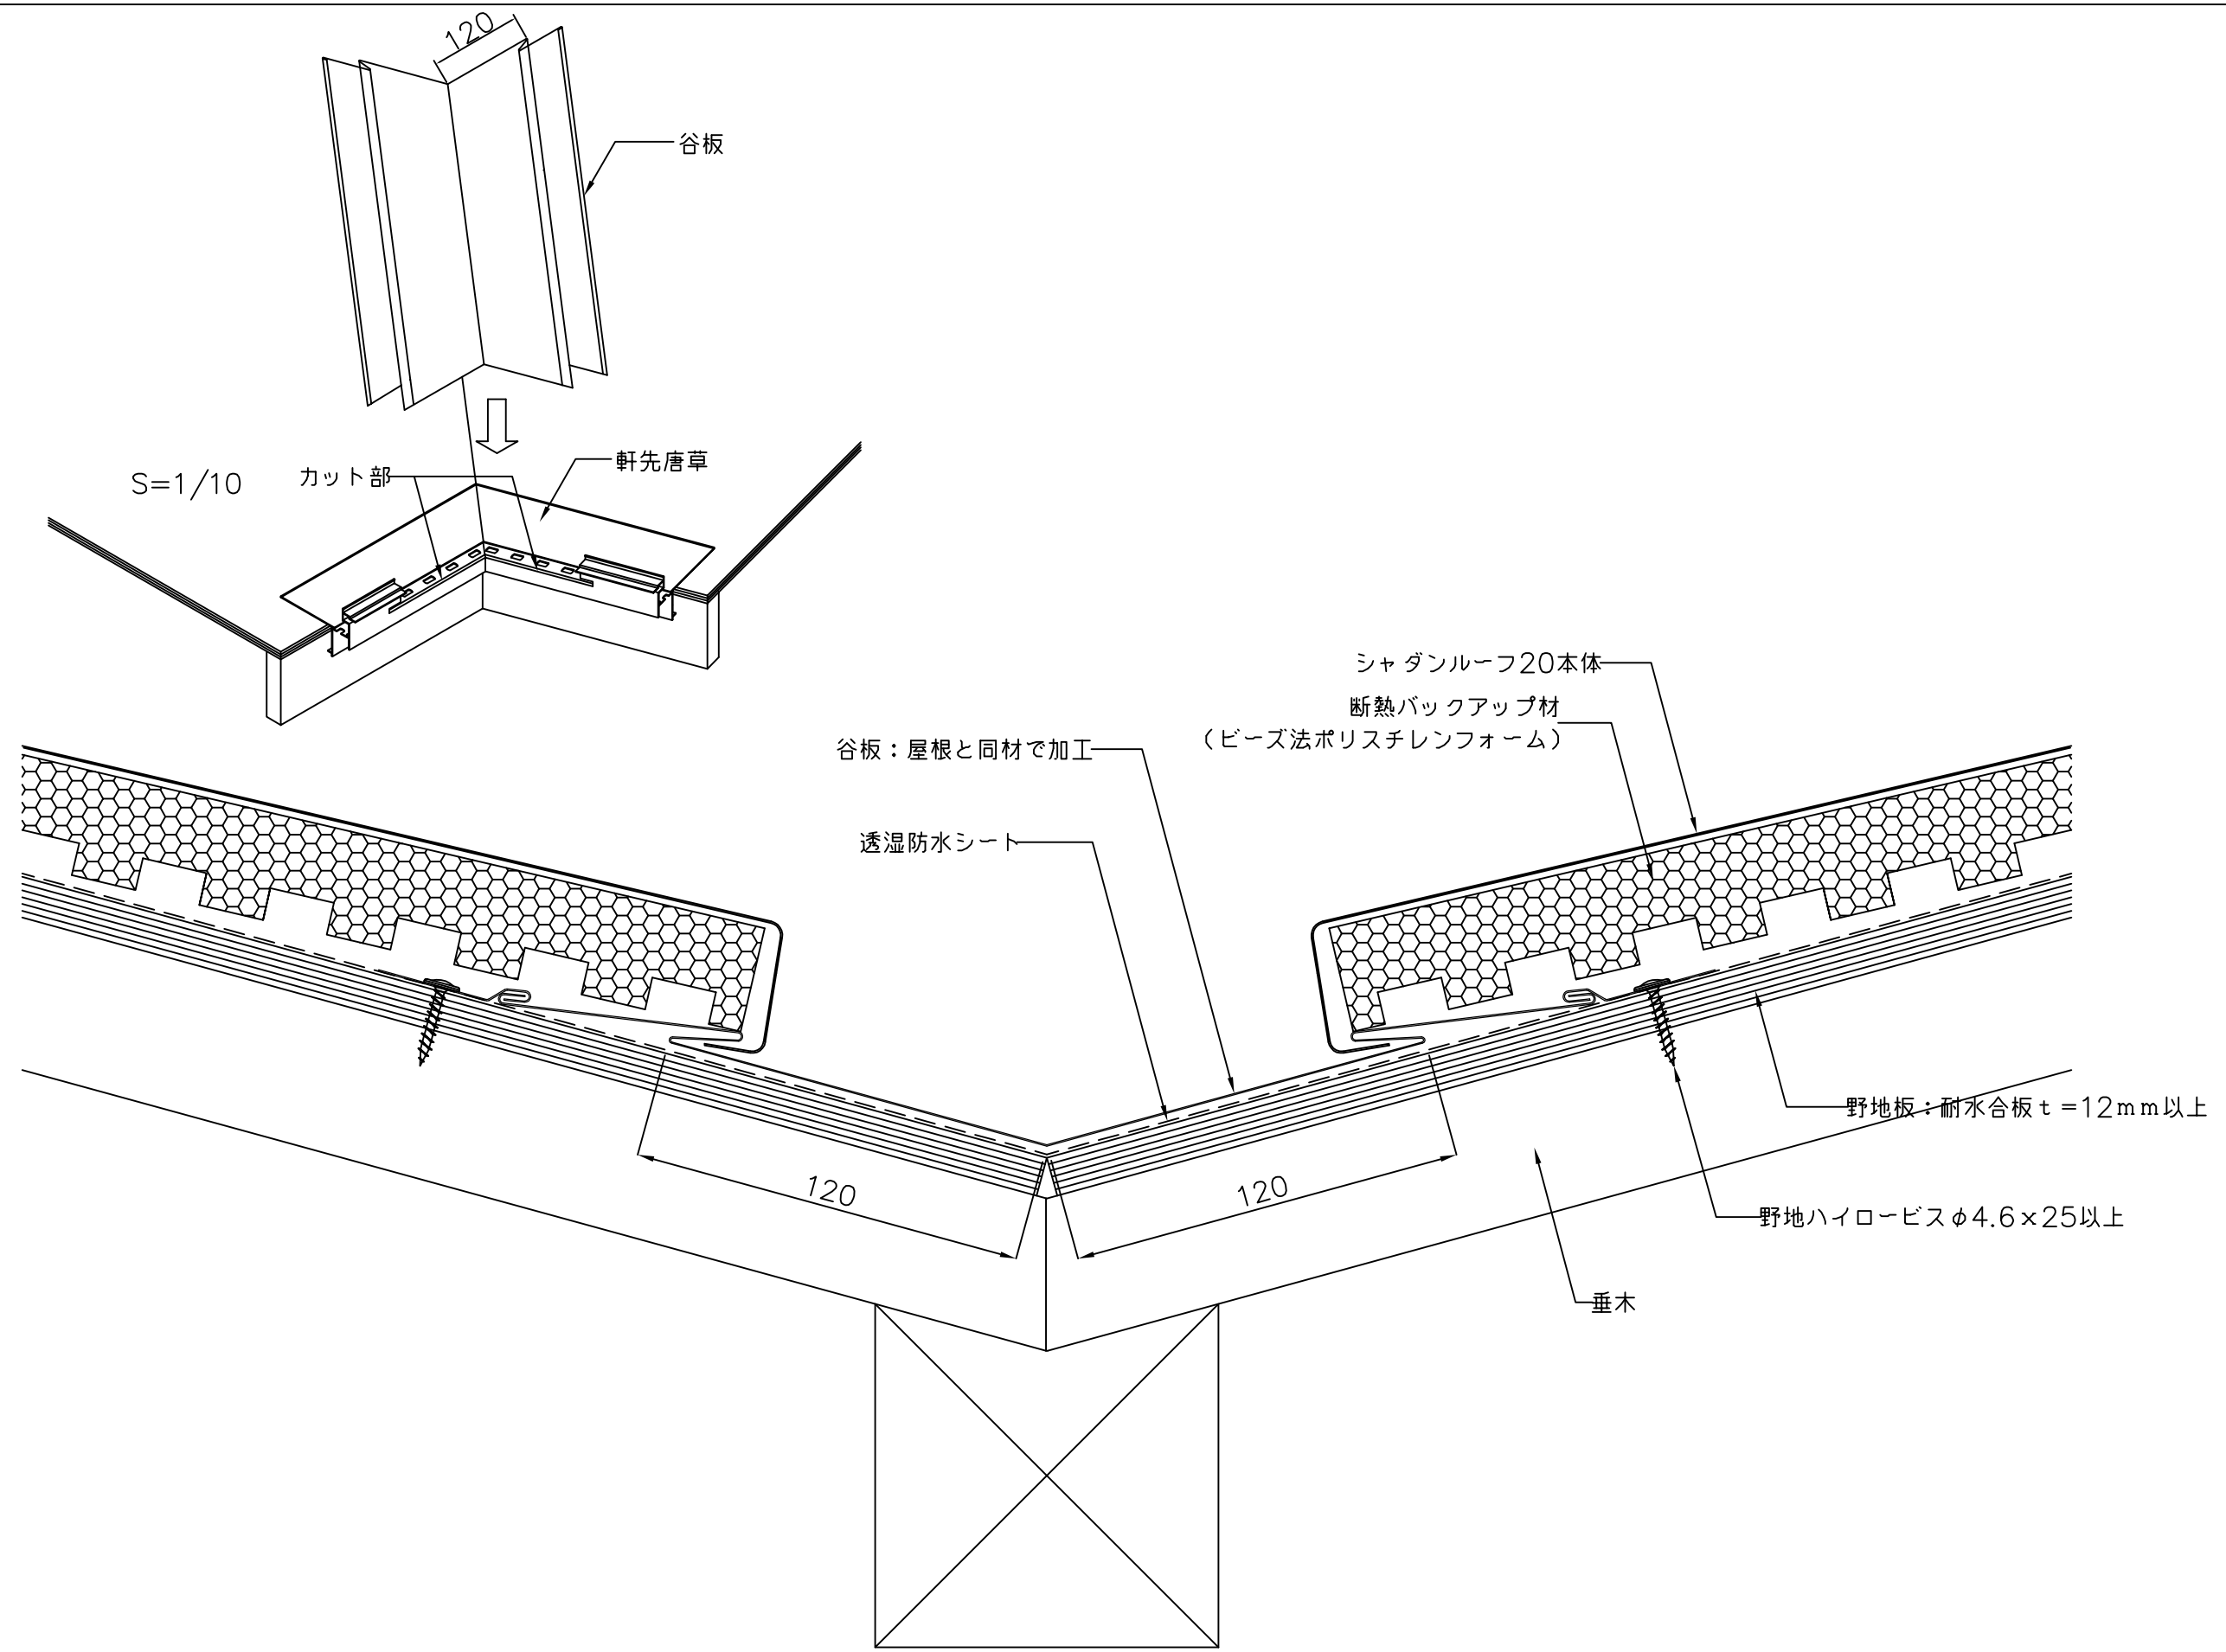 120
谷板
軒先唐草
カット部
S=1/10
シャダンルーフ20本体
断熱バックアップ材
(ビーズ法ポリスチレンフォーム)
谷板：屋根と同材で加工
透湿防水シート
野地板：耐水合板ｔ=12ｍｍ以上
120
120
野地ハイロービスφ4.6×25以上
垂木